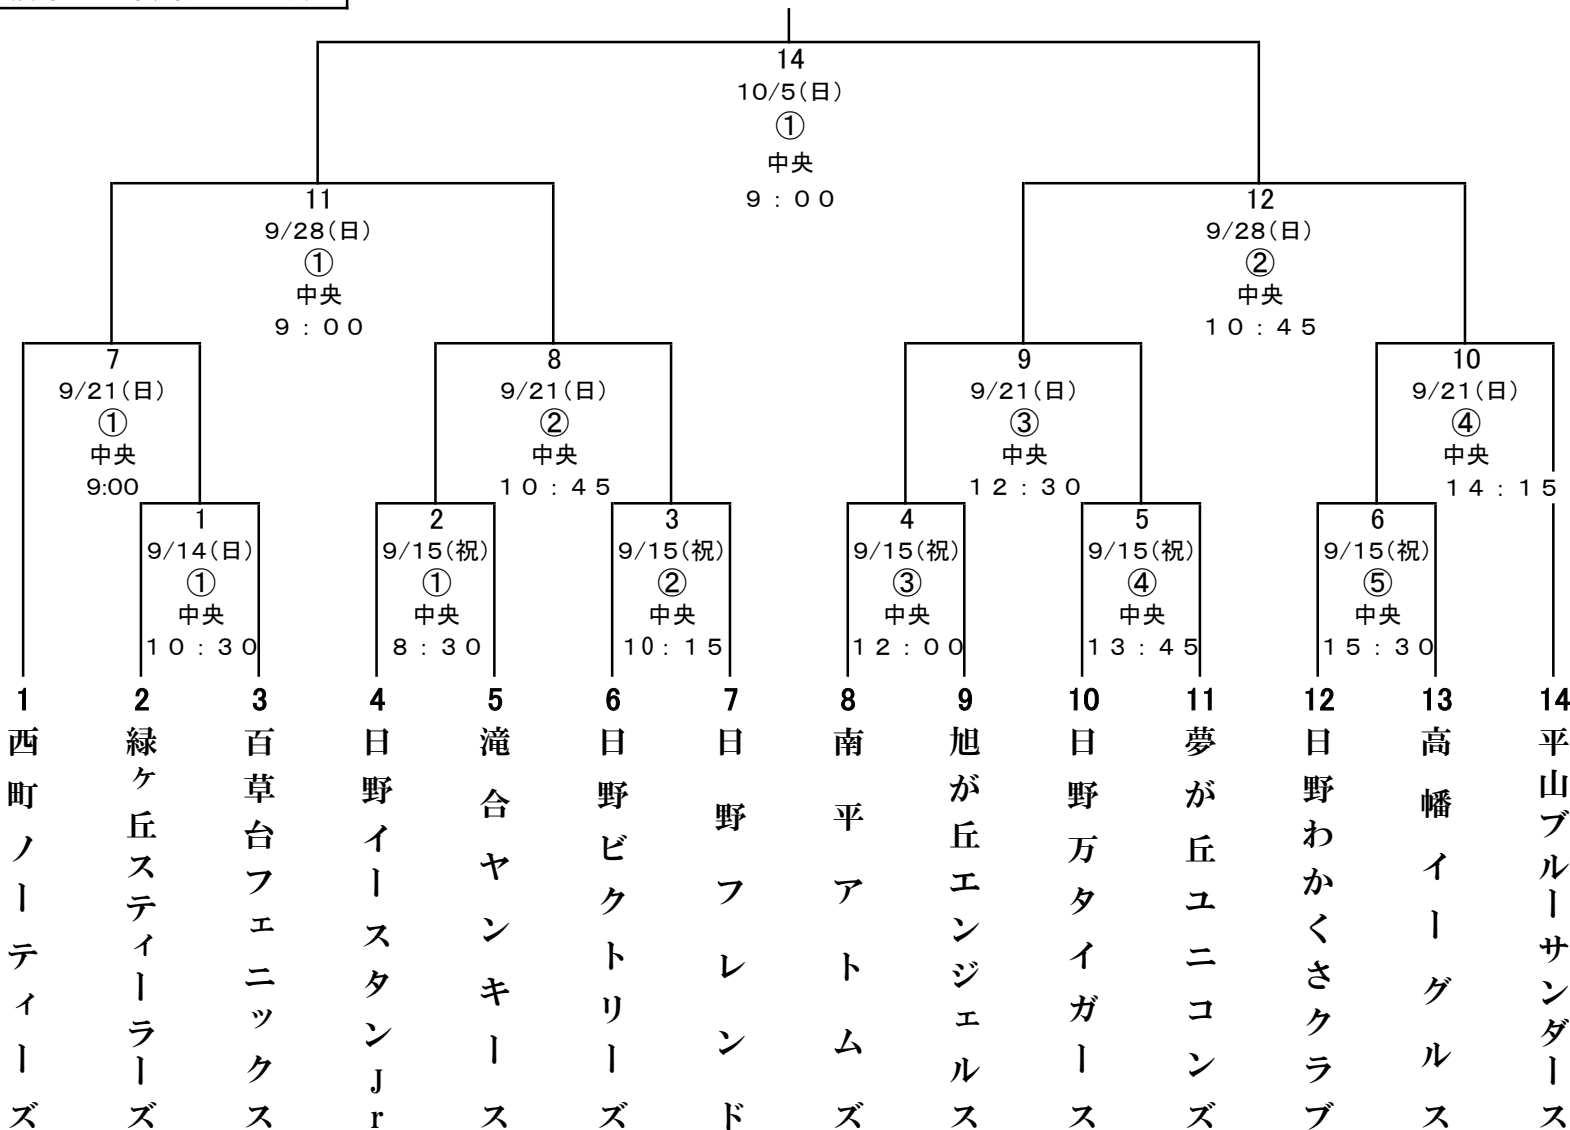 14
10/5(日)
①
中央
9：00
11
9/28(日)
①
中央
9：00
12
9/28(日)
②
中央
10：45
7
9/21(日)
①
中央
9:00
8
9/21(日)
②
中央
10：45
9
9/21(日)
③
中央
12：30
10
9/21(日)
④
中央
14：15
1
9/14(日)
①
中央
10：30
2
9/15(祝)
①
中央
8：30
3
9/15(祝)
②
中央
10：15
4
9/15(祝)
③
中央
12：00
5
9/15(祝)
④
中央
13：45
6
9/15(祝)
⑤
中央
15：30
1
西町ノーティーズ
2
緑ヶ丘スティーラーズ
3
百草台フェニックス
4
日野イースタンJr
5
滝合ヤンキース
6
日野ビクトリーズ
7
日野フレンド
8
南平アトムズ
9
旭が丘エンジェルス
10
日野万タイガース
11
夢が丘ユニコンズ
12
日野わかくさクラブ
13
高幡イーグルス
14
平山ブルーサンダース